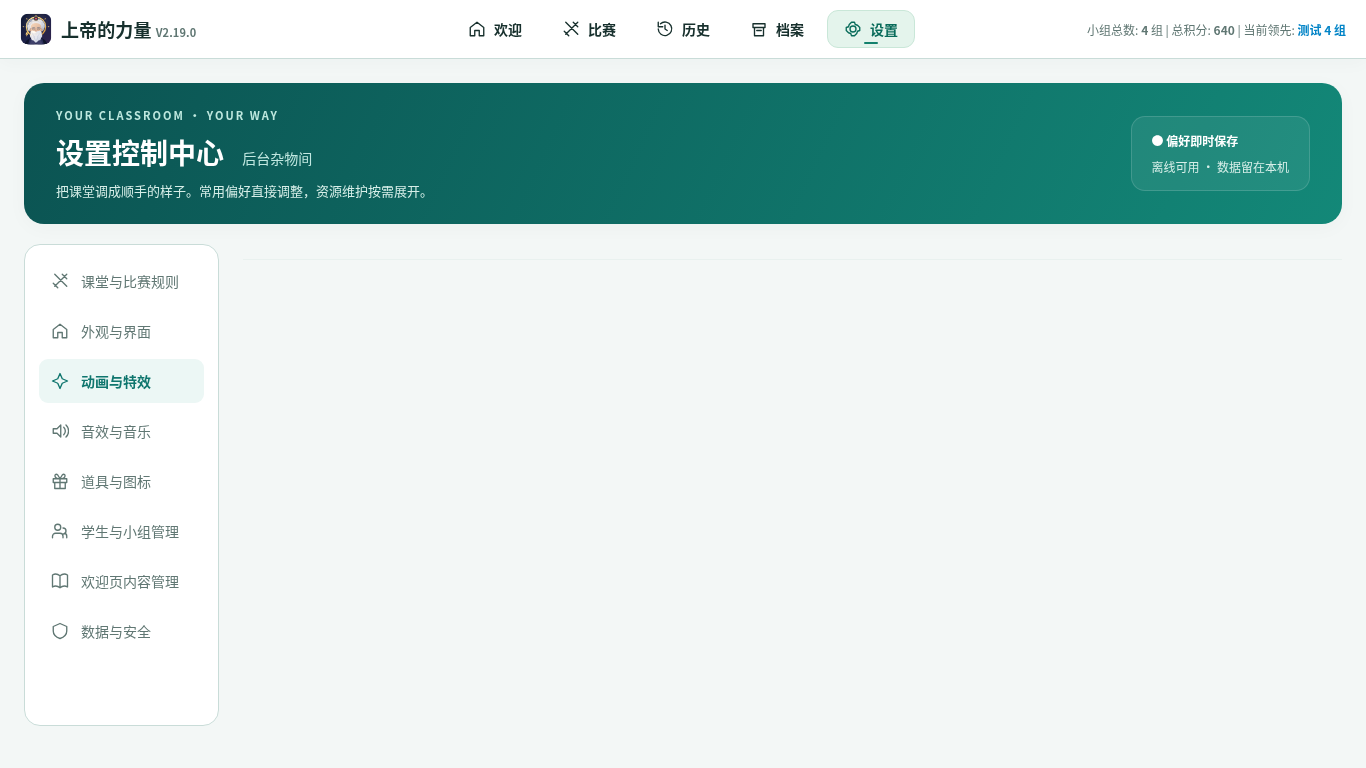 上帝的力量 V2.19.0
欢迎 比赛 历史 档案 设置
小组总数: 4 组 | 总积分: 640 | 当前领先: 测试 4 组
YOUR CLASSROOM · YOUR WAY
设置控制中心 后台杂物间
把课堂调成顺手的样子。常用偏好直接调整，资源维护按需展开。
偏好即时保存
离线可用 · 数据留在本机
课堂与比赛规则
外观与界面
动画与特效
音效与音乐
道具与图标
学生与小组管理
欢迎页内容管理
数据与安全